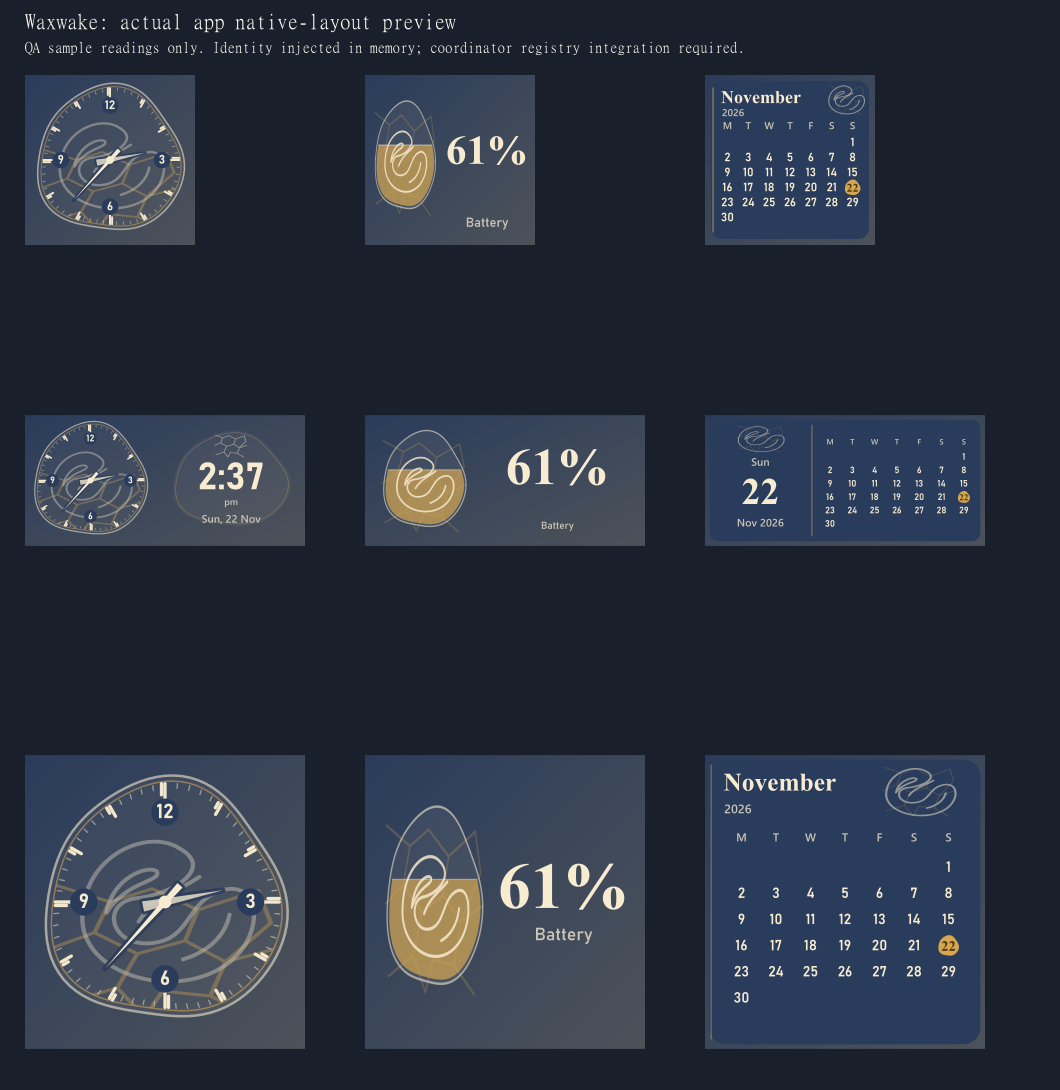 Waxwake: actual app native-layout preview
QA sample readings only. Identity injected in memory; coordinator registry integration required.
12
9 3
6
61%
Battery
November
2026
M T W T F S S
1
2 3 4 5 6 7 8
9 10 11 12 13 14 15
16 17 18 19 20 21 22
23 24 25 26 27 28 29
30
12
9 3
6
2:37
pm
Sun, 22 Nov
61%
Battery
Sun
22
Nov 2026
M T W T F S S
1
2 3 4 5 6 7 8
9 10 11 12 13 14 15
16 17 18 19 20 21 22
23 24 25 26 27 28 29
30
12
9 3
6
61%
Battery
November
2026
M T W T F S S
1
2 3 4 5 6 7 8
9 10 11 12 13 14 15
16 17 18 19 20 21 22
23 24 25 26 27 28 29
30